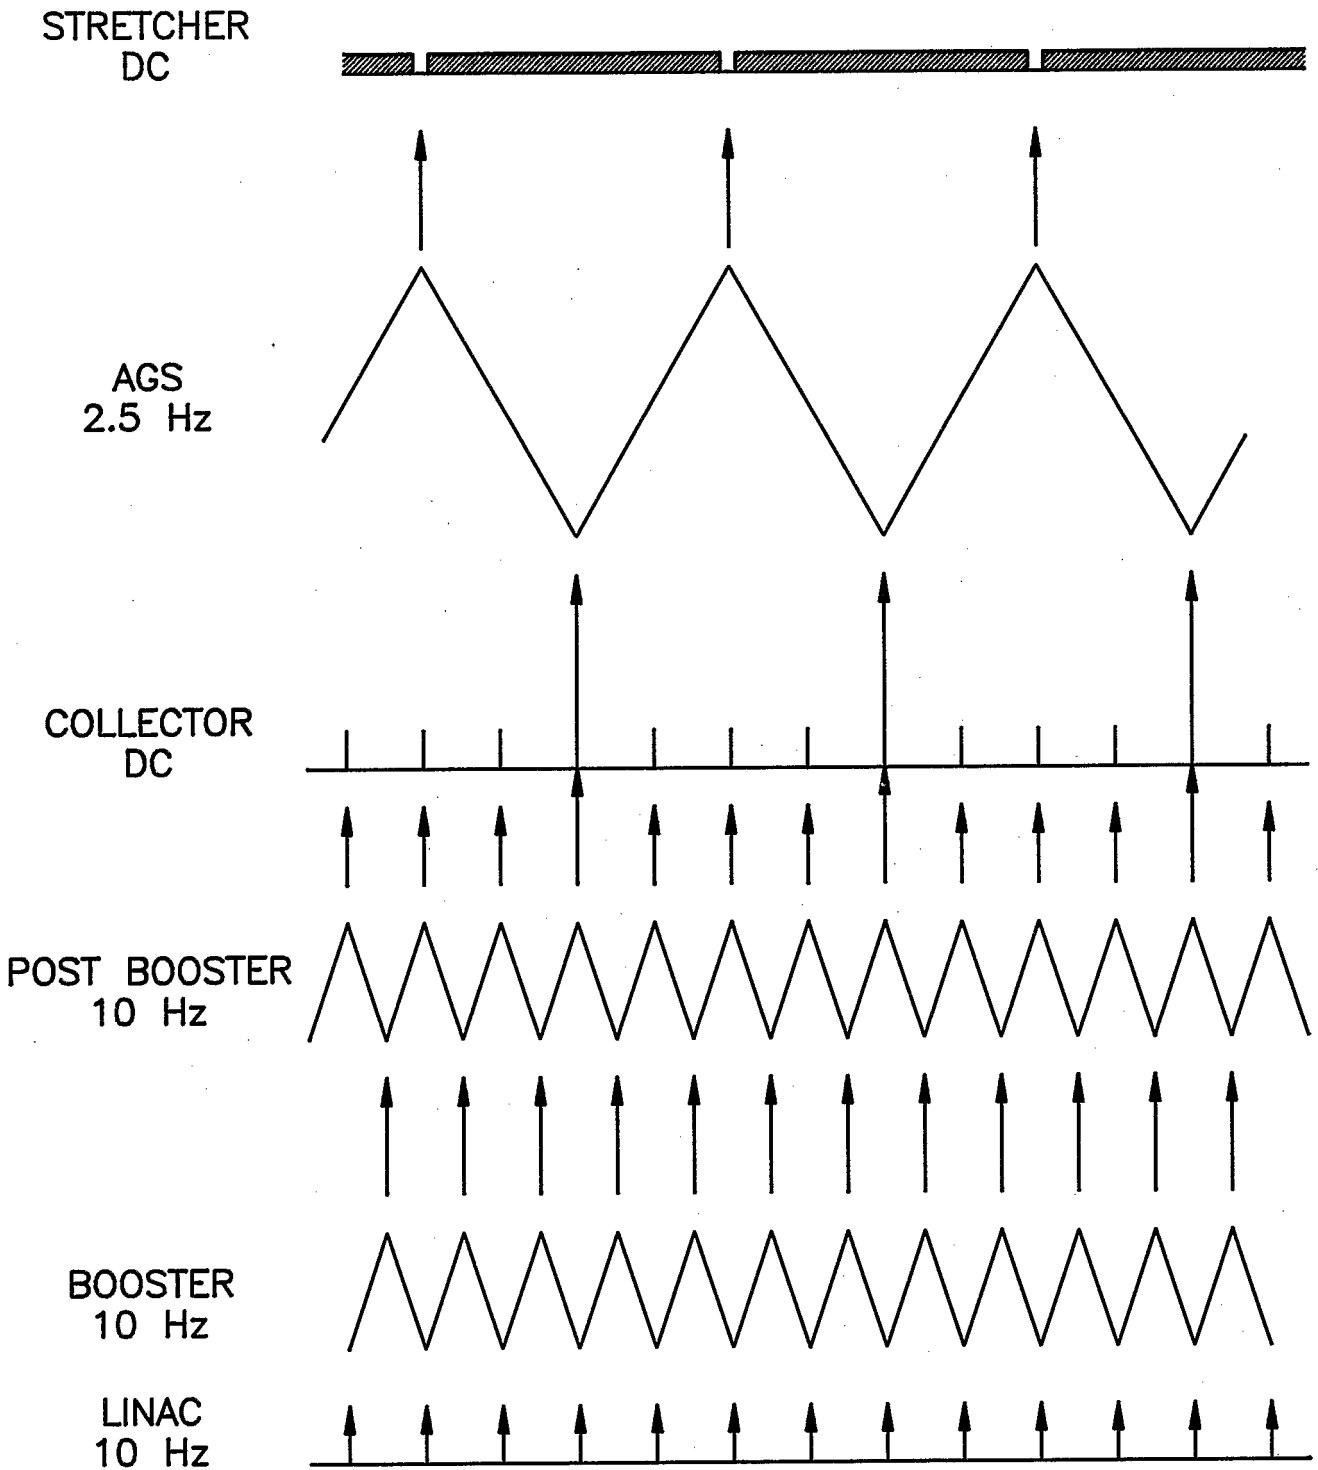 STRETCHER
DC
AGS
2.5 Hz
COLLECTOR
DC
POST BOOSTER
10 Hz
BOOSTER
10 Hz
LINAC
10 Hz